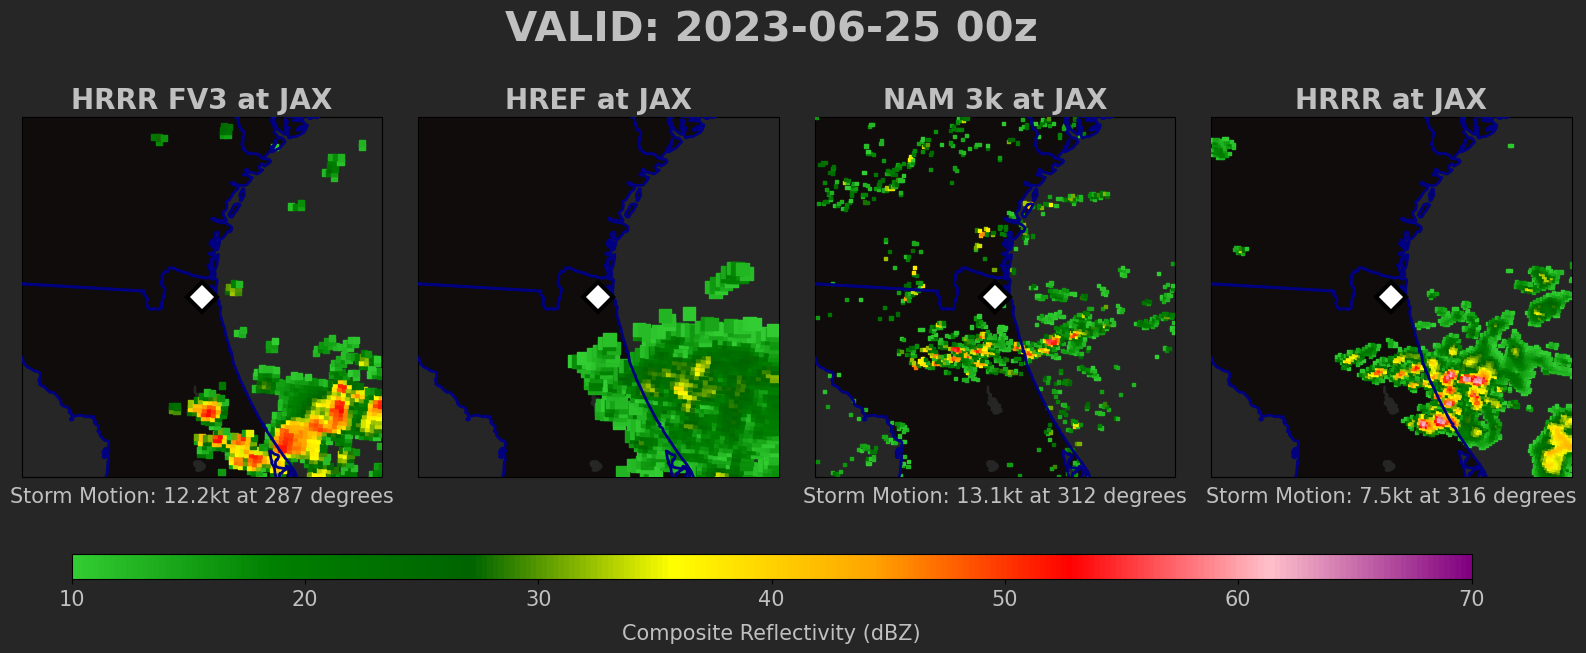 VALID: 2023-06-25 00z
HRRR FV3 at JAX
HREF at JAX
NAM 3k at JAX
HRRR at JAX
Storm Motion: 12.2kt at 287 degrees
Storm Motion: 13.1kt at 312 degrees
Storm Motion: 7.5kt at 316 degrees
10 20 30 40 50 60 70
Composite Reflectivity (dBZ)